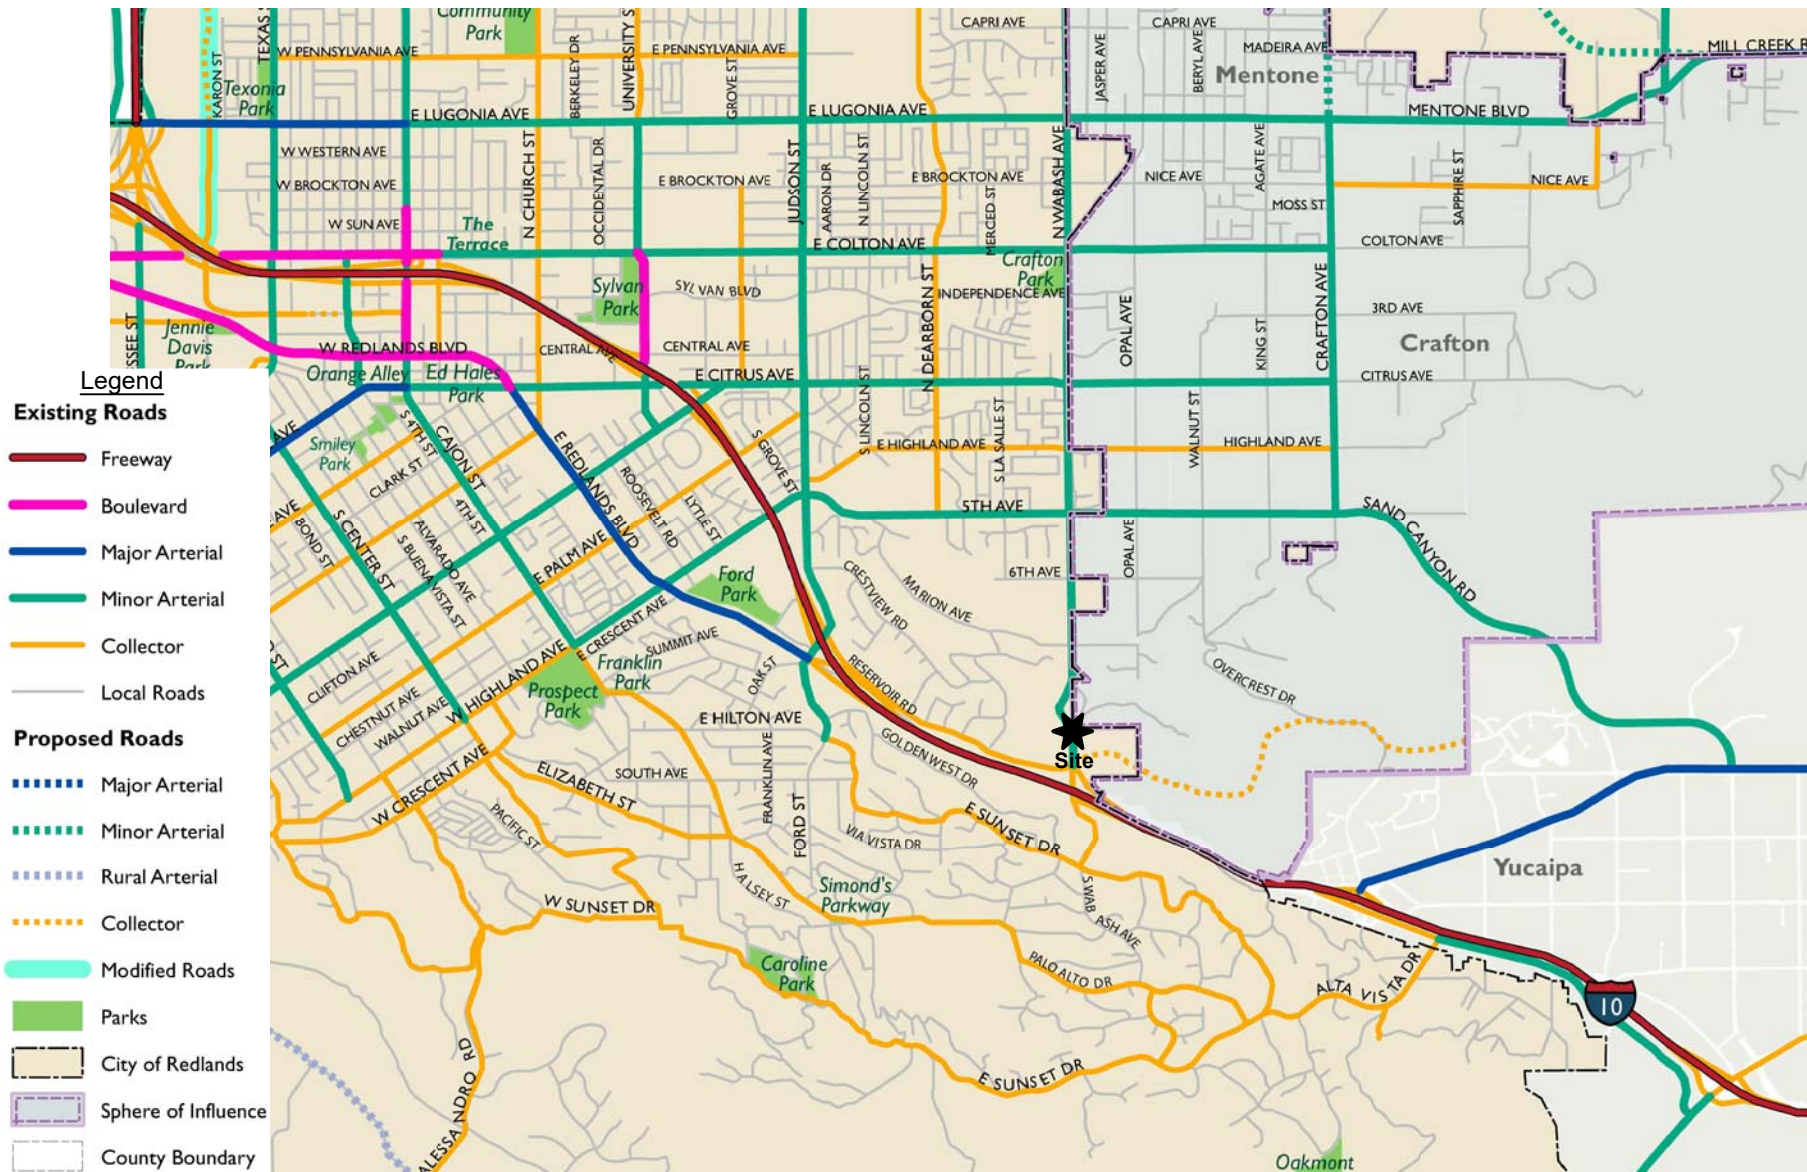 Community
Park
CAPRI AVE
CAPRI AVE
MADEIRA AVE
MILL CREEK R
W PENNSYLVANIA AVE
E PENNSYLVANIA AVE
TEXAS S
KARON ST
BERKELEY DR
UNIVERSITY S
GROVE ST
JASPER AVE
BERYL AVE
Mentone
Texonia
Park
E LUGONIA AVE
E LUGONIA AVE
MENTONE BLVD
W WESTERN AVE
W BROCKTON AVE
E BROCKTON AVE
E BROCKTON AVE
NICE AVE
NICE AVE
N CHURCH ST
OCCIDENTAL DR
JUDSON ST
AARON DR
N LINCOLN ST
MERCED ST
N WABASH AVE
AGATE AVE
SAPPHIRE ST
MOSS ST
W SUN AVE
The
Terrace
E COLTON AVE
COLTON AVE
Crafton
Park
Sylvan
Park
SYLVAN BLVD
INDEPENDENCE AVE
N DEARBORN ST
OPAL AVE
KING ST
CRAFTON AVE
3RD AVE
Crafton
Jennie
Davis
Park
SSEE ST
W REDLANDS BLVD
CENTRAL AVE
CENTRAL AVE
Orange Alley
Ed Hales
Park
E CITRUS AVE
CITRUS AVE
Legend
Existing Roads
Freeway
Boulevard
Major Arterial
Minor Arterial
Collector
Local Roads
Proposed Roads
Major Arterial
Minor Arterial
Rural Arterial
Collector
Modified Roads
Parks
City of Redlands
Sphere of Influence
County Boundary
AVE
Smiley
Park
S 4TH ST
CAJON ST
CLARK ST
4TH ST
E REDLANDS BLVD
ROOSEVELT RD
LYTLE ST
S GROVE ST
S LINCOLN ST
E HIGHLAND AVE
S LA SALLE ST
WALNUT ST
HIGHLAND AVE
AVE
BOND ST
S CENTER ST
ALVARADO AVE
S BUENA VISTA ST
E PALM AVE
5TH AVE
SAND CANYON RD
6TH AVE
OPAL AVE
Ford
Park
CRESTVIEW RD
MARION AVE
E CRESCENT AVE
SUMMIT AVE
Franklin
Park
OAK ST
RESERVOIR RD
OVERCREST DR
D ST
CLIFTON AVE
CHESTNUT AVE
WALNUT AVE
W HIGHLAND AVE
Prospect
Park
E HILTON AVE
GOLDEN WEST DR
Site
W CRESCENT AVE
ELIZABETH ST
SOUTH AVE
FRANKLIN AVE
FORD ST
PACIFIC ST
VIA VISTA DR
E SUNSET DR
Yucaipa
HALSEY ST
Simond's
Parkway
S WAB
ASH AVE
W SUNSET DR
Caroline
Park
PALO ALTO DR
ALTA VISTA DR
10
ALESSANDRO RD
E SUNSET DR
Oakmont